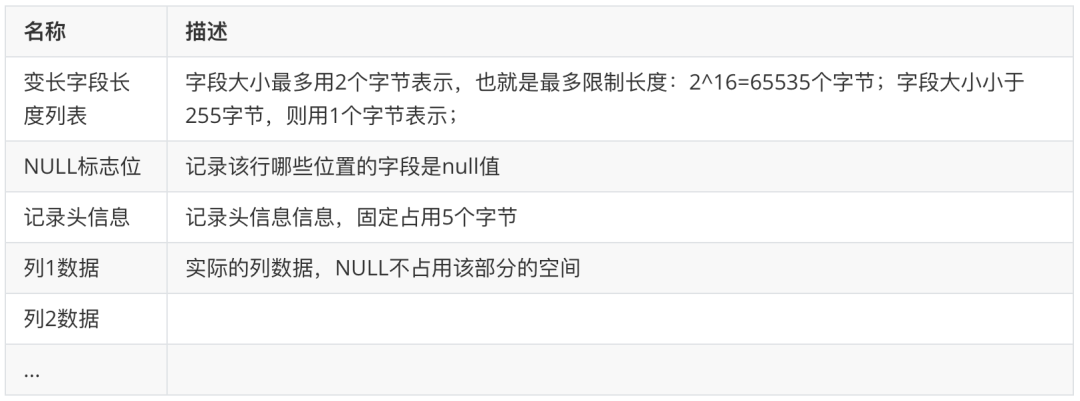 名称 描述
变长字段长 字段大小最多用2个字节表示，也就是最多限制长度：2^16=65535个字节；字段大小小于
度列表 255字节，则用1个字节表示；
NULL标志位 记录该行哪些位置的字段是null值
记录头信息 记录头信息信息，固定占用5个字节
列1数据 实际的列数据，NULL不占用该部分的空间
列2数据
...